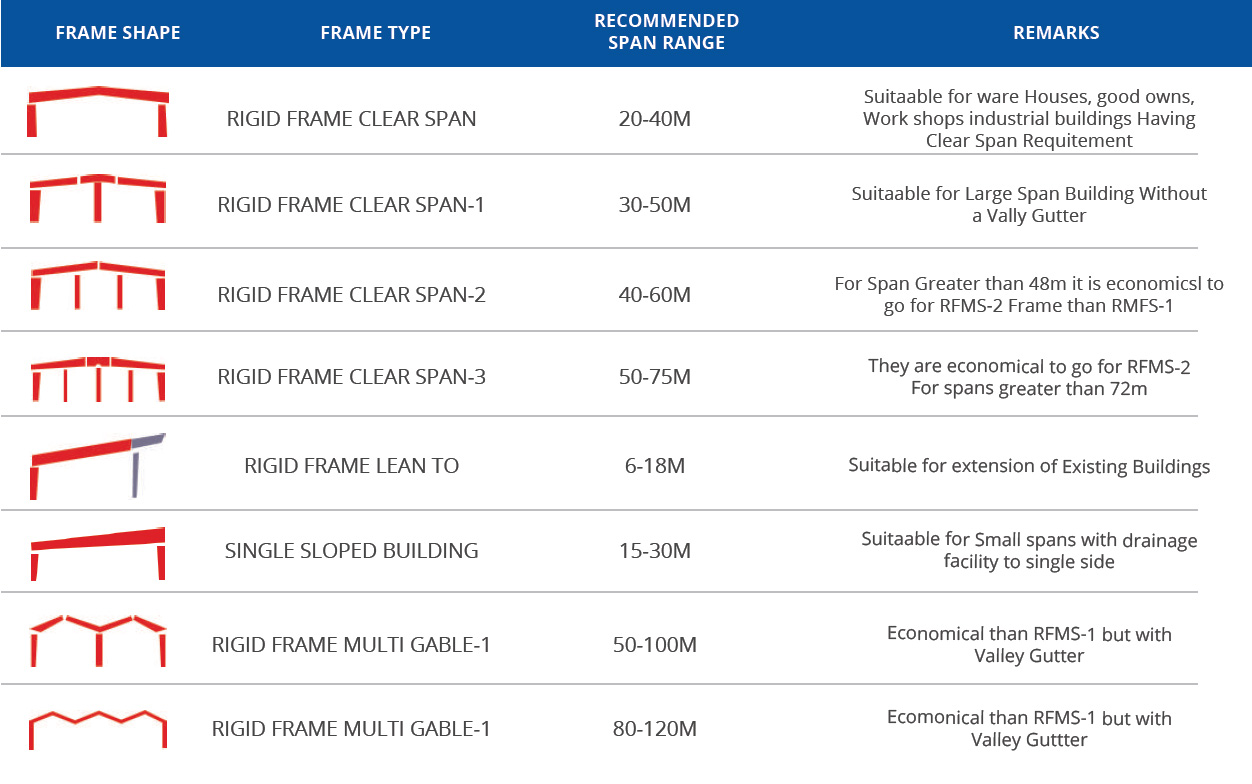 FRAME SHAPE
FRAME TYPE
RECOMMENDED
SPAN RANGE
REMARKS
RIGID FRAME CLEAR SPAN
20-40M
Suitaable for ware Houses, good owns,
Work shops industrial buildings Having
Clear Span Requitement
RIGID FRAME CLEAR SPAN-1
30-50M
Suitaable for Large Span Building Without
a Vally Gutter
RIGID FRAME CLEAR SPAN-2
40-60M
For Span Greater than 48m it is economicsl to
go for RFMS-2 Frame than RMFS-1
RIGID FRAME CLEAR SPAN-3
50-75M
They are economical to go for RFMS-2
For spans greater than 72m
RIGID FRAME LEAN TO
6-18M
Suitable for extension of Existing Buildings
SINGLE SLOPED BUILDING
15-30M
Suitaable for Small spans with drainage
facility to single side
RIGID FRAME MULTI GABLE-1
50-100M
Economical than RFMS-1 but with
Valley Gutter
RIGID FRAME MULTI GABLE-1
80-120M
Ecomonical than RFMS-1 but with
Valley Guttter